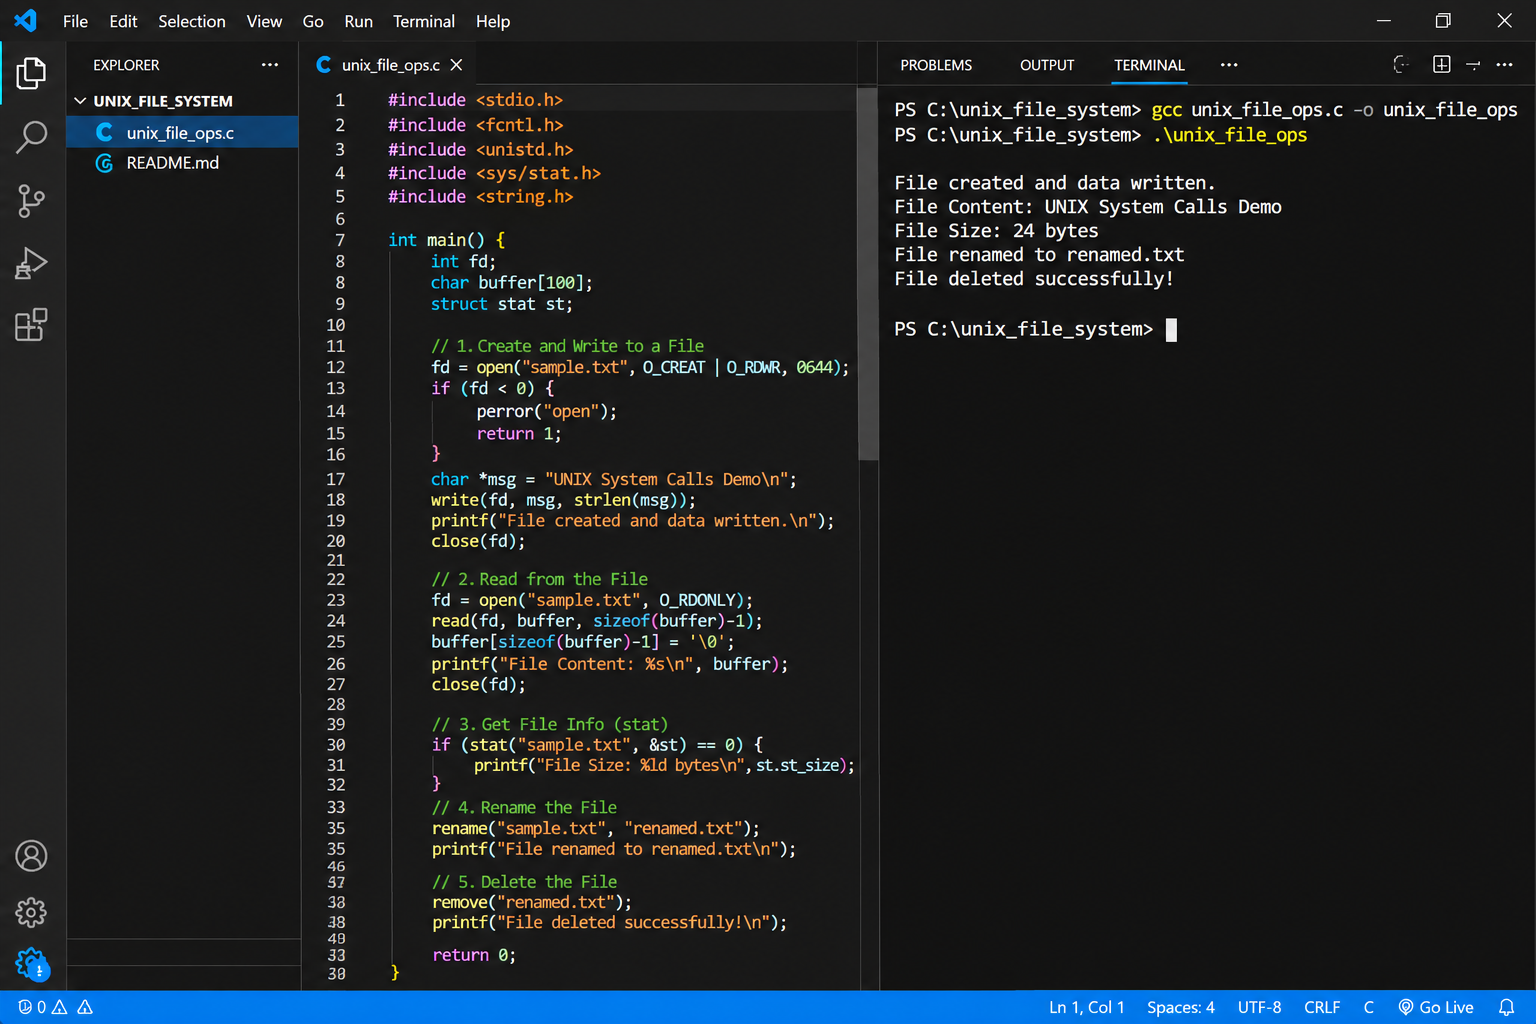 File Edit Selection View Go Run Terminal Help
EXPLORER ...
UNIX_FILE_SYSTEM
unix_file_ops.c
README.md
unix_file_ops.c
1 #include <stdio.h>
2 #include <fcntl.h>
3 #include <unistd.h>
4 #include <sys/stat.h>
5 #include <string.h>
6
7 int main() {
8 int fd;
8 char buffer[100];
9 struct stat st;
10
11 // 1. Create and Write to a File
12 fd = open("sample.txt", O_CREAT | O_RDWR, 0644);
13 if (fd < 0) {
14 perror("open");
15 return 1;
16 }
17 char *msg = "UNIX System Calls Demo\n";
18 write(fd, msg, strlen(msg));
19 printf("File created and data written.\n");
20 close(fd);
21
22 // 2. Read from the File
23 fd = open("sample.txt", O_RDONLY);
24 read(fd, buffer, sizeof(buffer)-1);
25 buffer[sizeof(buffer)-1] = '\0';
26 printf("File Content: %s\n", buffer);
27 close(fd);
28
39 // 3. Get File Info (stat)
30 if (stat("sample.txt", &st) == 0) {
31 printf("File Size: %ld bytes\n", st.st_size);
32 }
33 // 4. Rename the File
35 rename("sample.txt", "renamed.txt");
35 printf("File renamed to renamed.txt\n");
46
37 // 5. Delete the File
38 remove("renamed.txt");
38 printf("File deleted successfully!\n");
49
33 return 0;
30 }
PROBLEMS OUTPUT TERMINAL ...
PS C:\unix_file_system> gcc unix_file_ops.c -o unix_file_ops
PS C:\unix_file_system> .\unix_file_ops
File created and data written.
File Content: UNIX System Calls Demo
File Size: 24 bytes
File renamed to renamed.txt
File deleted successfully!
PS C:\unix_file_system>
0
Ln 1, Col 1 Spaces: 4 UTF-8 CRLF C Go Live